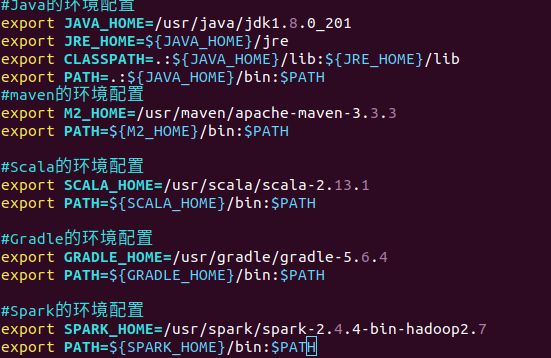 #Java的环境配置
export JAVA_HOME=/usr/java/jdk1.8.0_201
export JRE_HOME=${JAVA_HOME}/jre
export CLASSPATH=.:${JAVA_HOME}/lib:${JRE_HOME}/lib
export PATH=.:${JAVA_HOME}/bin:$PATH
#maven的环境配置
export M2_HOME=/usr/maven/apache-maven-3.3.3
export PATH=${M2_HOME}/bin:$PATH
#Scala的环境配置
export SCALA_HOME=/usr/scala/scala-2.13.1
export PATH=${SCALA_HOME}/bin:$PATH
#Gradle的环境配置
export GRADLE_HOME=/usr/gradle/gradle-5.6.4
export PATH=${GRADLE_HOME}/bin:$PATH
#Spark的环境配置
export SPARK_HOME=/usr/spark/spark-2.4.4-bin-hadoop2.7
export PATH=${SPARK_HOME}/bin:$PATH